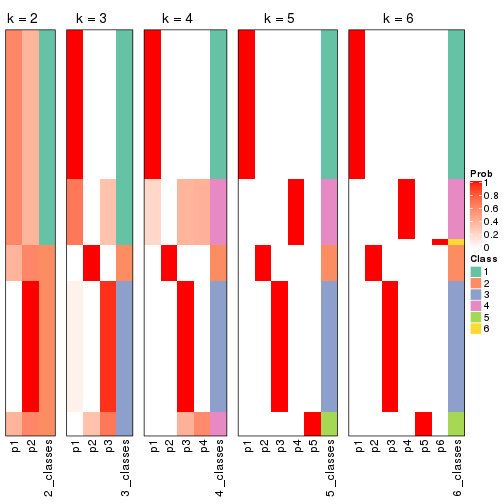 k = 2
k = 3
k = 4
k = 5
k = 6
Prob
1
0.8
0.6
0.4
0.2
0
Class
1
2
3
4
5
6
p1
p2
2_classes
p1
p2
p3
3_classes
p1
p2
p3
p4
4_classes
p1
p2
p3
p4
p5
5_classes
p1
p2
p3
p4
p5
p6
6_classes